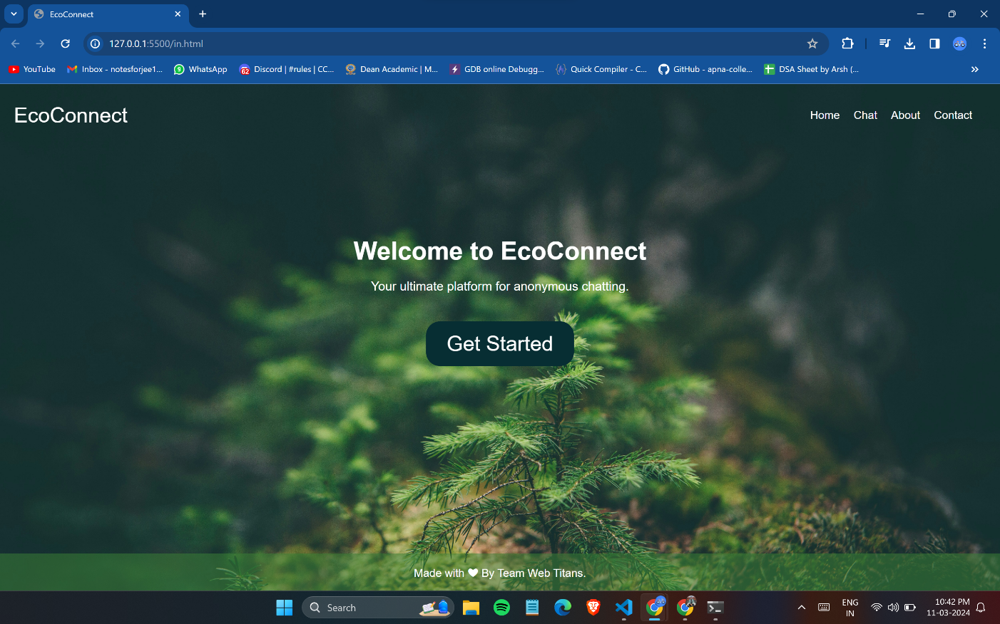 EcoConnect
127.0.0.1:5500/in.html
YouTube
Inbox - notesforjee1...
9
WhatsApp
62
Discord | #rules | CC...
Dean Academic | M...
GDB online Debugg...
Quick Compiler - C...
GitHub - apna-colle...
DSA Sheet by Arsh (...
EcoConnect
Home Chat About Contact
Welcome to EcoConnect
Your ultimate platform for anonymous chatting.
Get Started
Made with ❤ By Team Web Titans.
Search
ENG
IN
10:42 PM
11-03-2024